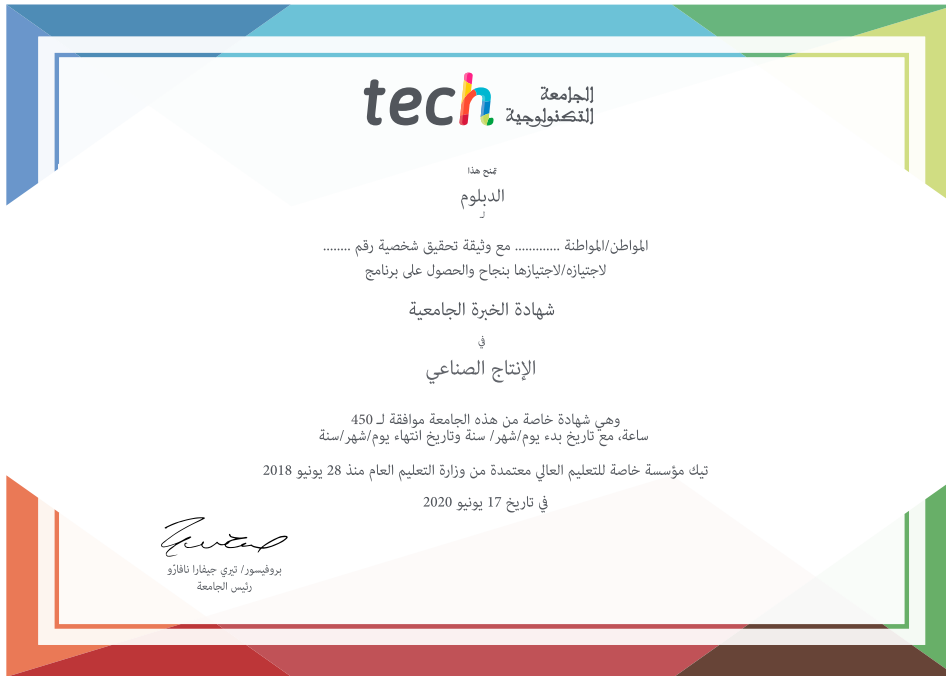 tech الجامعة
التكنولوجية
تمنح هذا
الدبلوم
لـ
المواطن/المواطنة ............. مع وثيقة تحقيق شخصية رقم ........
لاجتيازه/لاجتيازها بنجاح والحصول على برنامج
شهادة الخبرة الجامعية
في
الإنتاج الصناعي
وهي شهادة خاصة من هذه الجامعة موافقة لـ 450
ساعة، مع تاريخ بدء يوم/شهر/ سنة وتاريخ انتهاء يوم/شهر/سنة
تيك مؤسسة خاصة للتعليم العالي معتمدة من وزارة التعليم العام منذ 28 يونيو 2018
في تاريخ 17 يونيو 2020
بروفيسور/ تيري جيفارا نافارّو
رئيس الجامعة